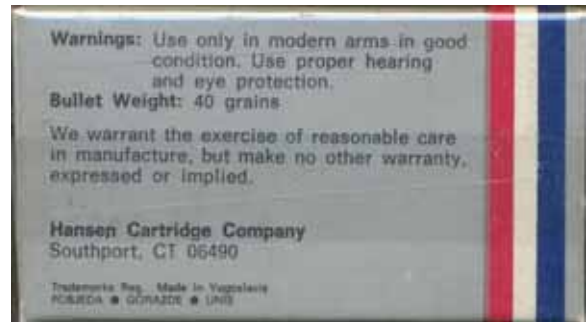 Warnings: Use only in modern arms in good
condition. Use proper hearing
and eye protection.
Bullet Weight: 40 grains
We warrant the exercise of reasonable care
in manufacture, but make no other warranty,
expressed or implied.
Hansen Cartridge Company
Southport, CT 06490
Trademarks Reg. Made in Yugoslavia
POBJEDA ● GORAZDE ● UNIS